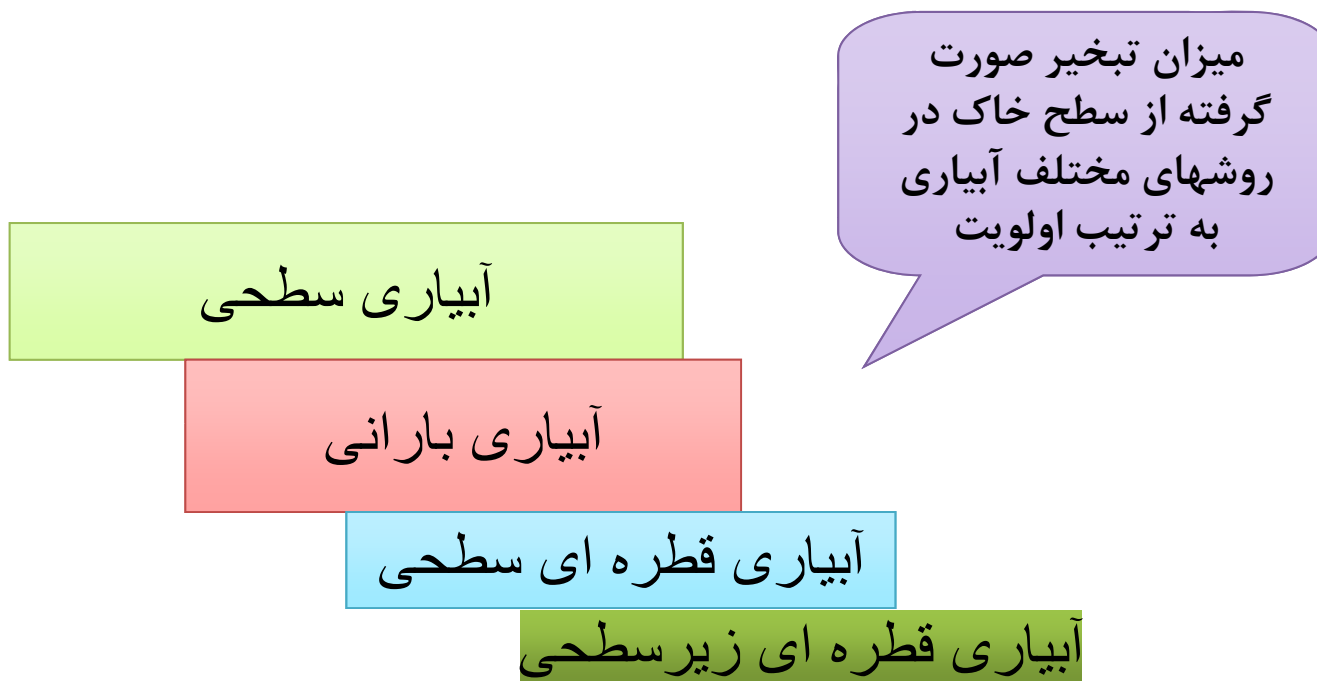 میزان تبخیر صورت
گرفته از سطح خاک در
روشهای مختلف آبیاری
به ترتیب اولویت
آبیاری سطحی
آبیاری بارانی
آبیاری قطره ای سطحی
آبیاری قطره ای زیرسطحی